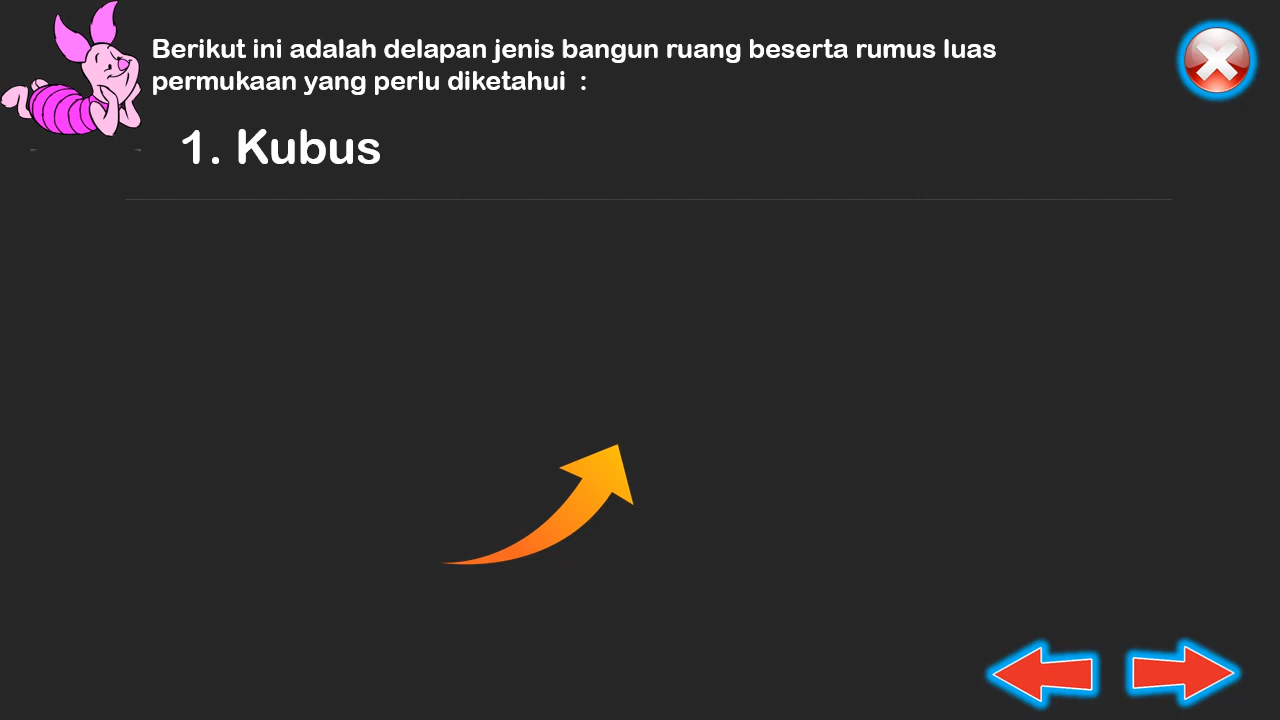 Berikut ini adalah delapan jenis bangun ruang beserta rumus luas
permukaan yang perlu diketahui :
1. Kubus